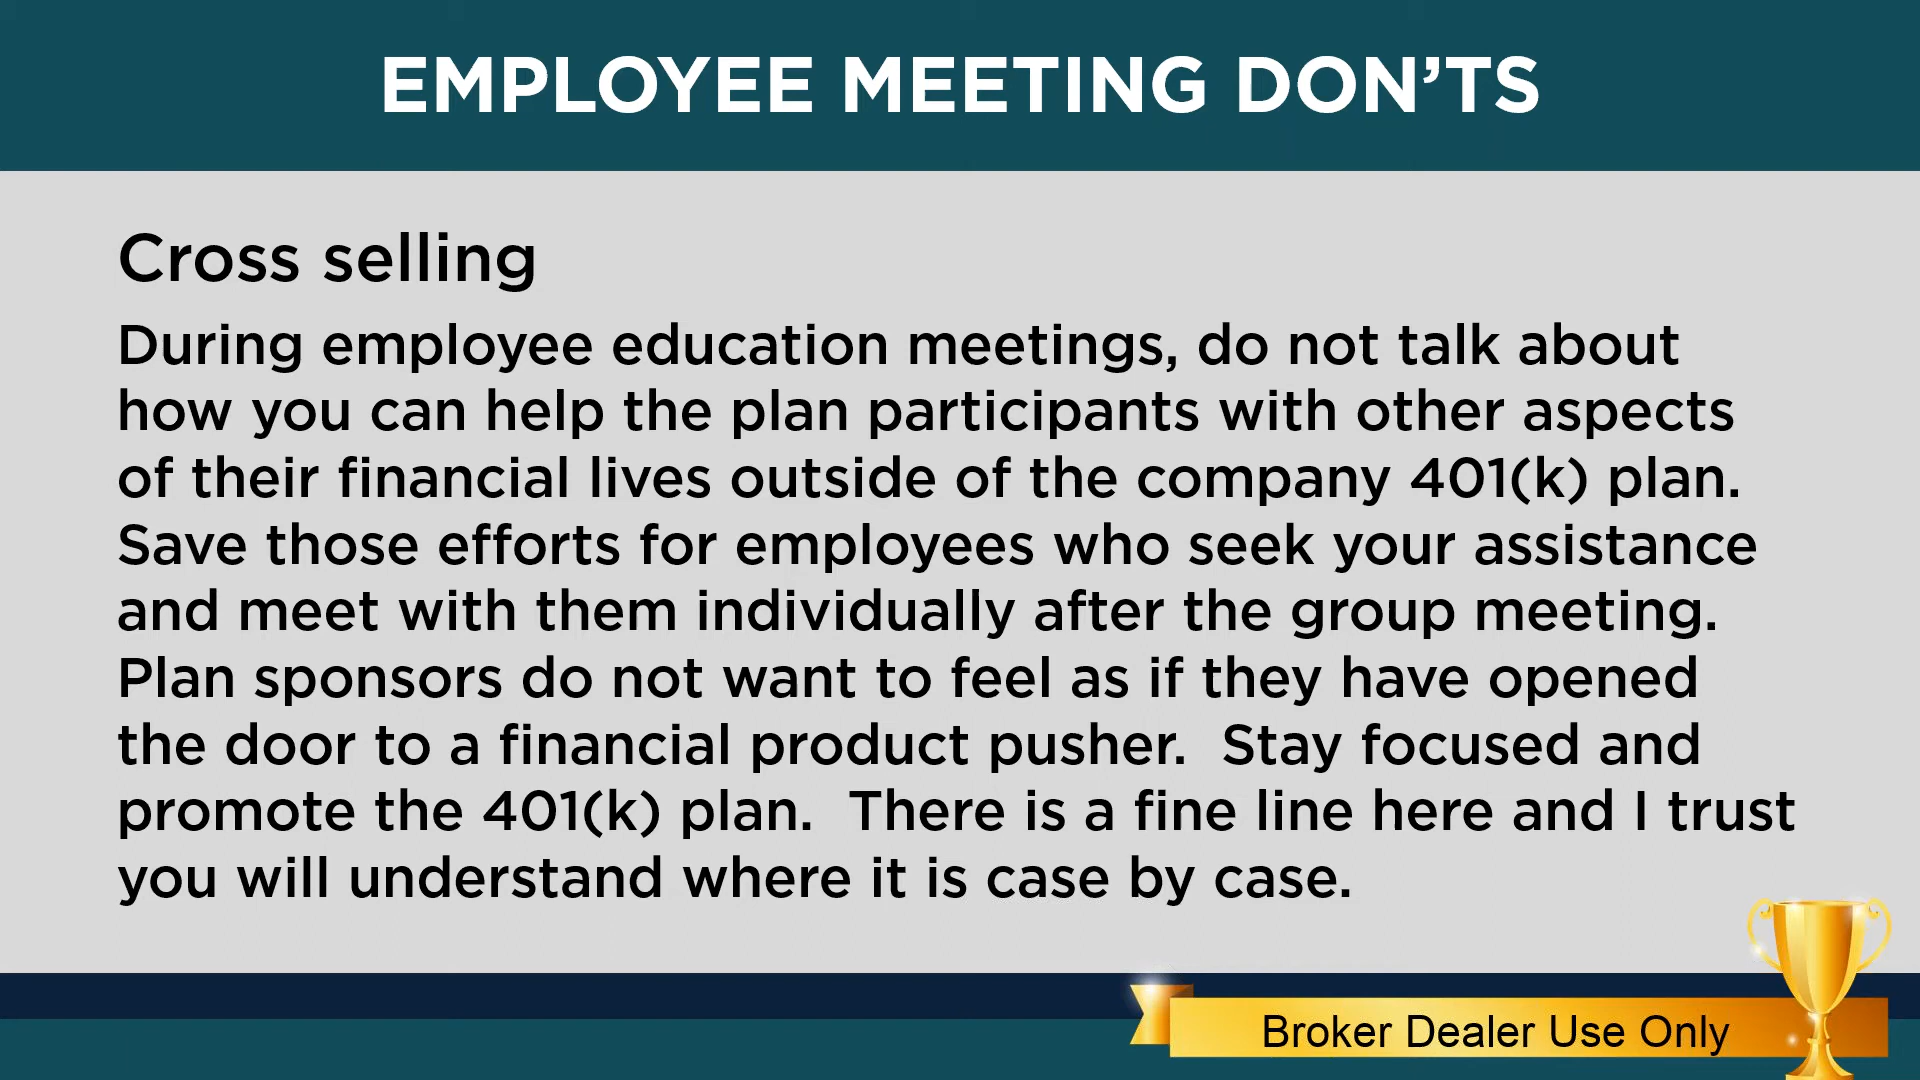 EMPLOYEE MEETING DON’TS
Cross selling
During employee education meetings, do not talk about
how you can help the plan participants with other aspects
of their financial lives outside of the company 401(k) plan.
Save those efforts for employees who seek your assistance
and meet with them individually after the group meeting.
Plan sponsors do not want to feel as if they have opened
the door to a financial product pusher.  Stay focused and
promote the 401(k) plan.  There is a fine line here and I trust
you will understand where it is case by case.
Broker Dealer Use Only